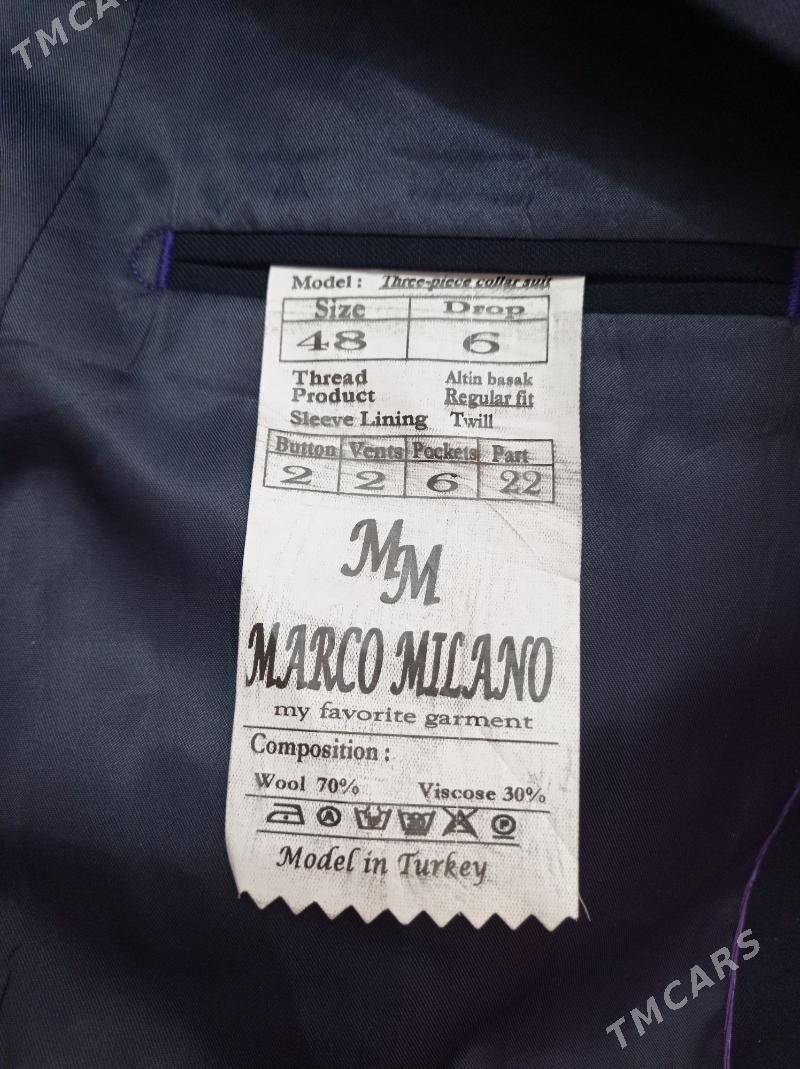 TMCARS
Model : Three-piece collar suit
Size Drop
48 6
Thread Altin basak
Product Regular fit
Sleeve Lining Twill
Button Vents Pockets Part
2 2 6 22
MM
MARCO MILANO
my favorite garment
Composition :
Wool 70% Viscose 30%
A P
Model in Turkey
TMCARS